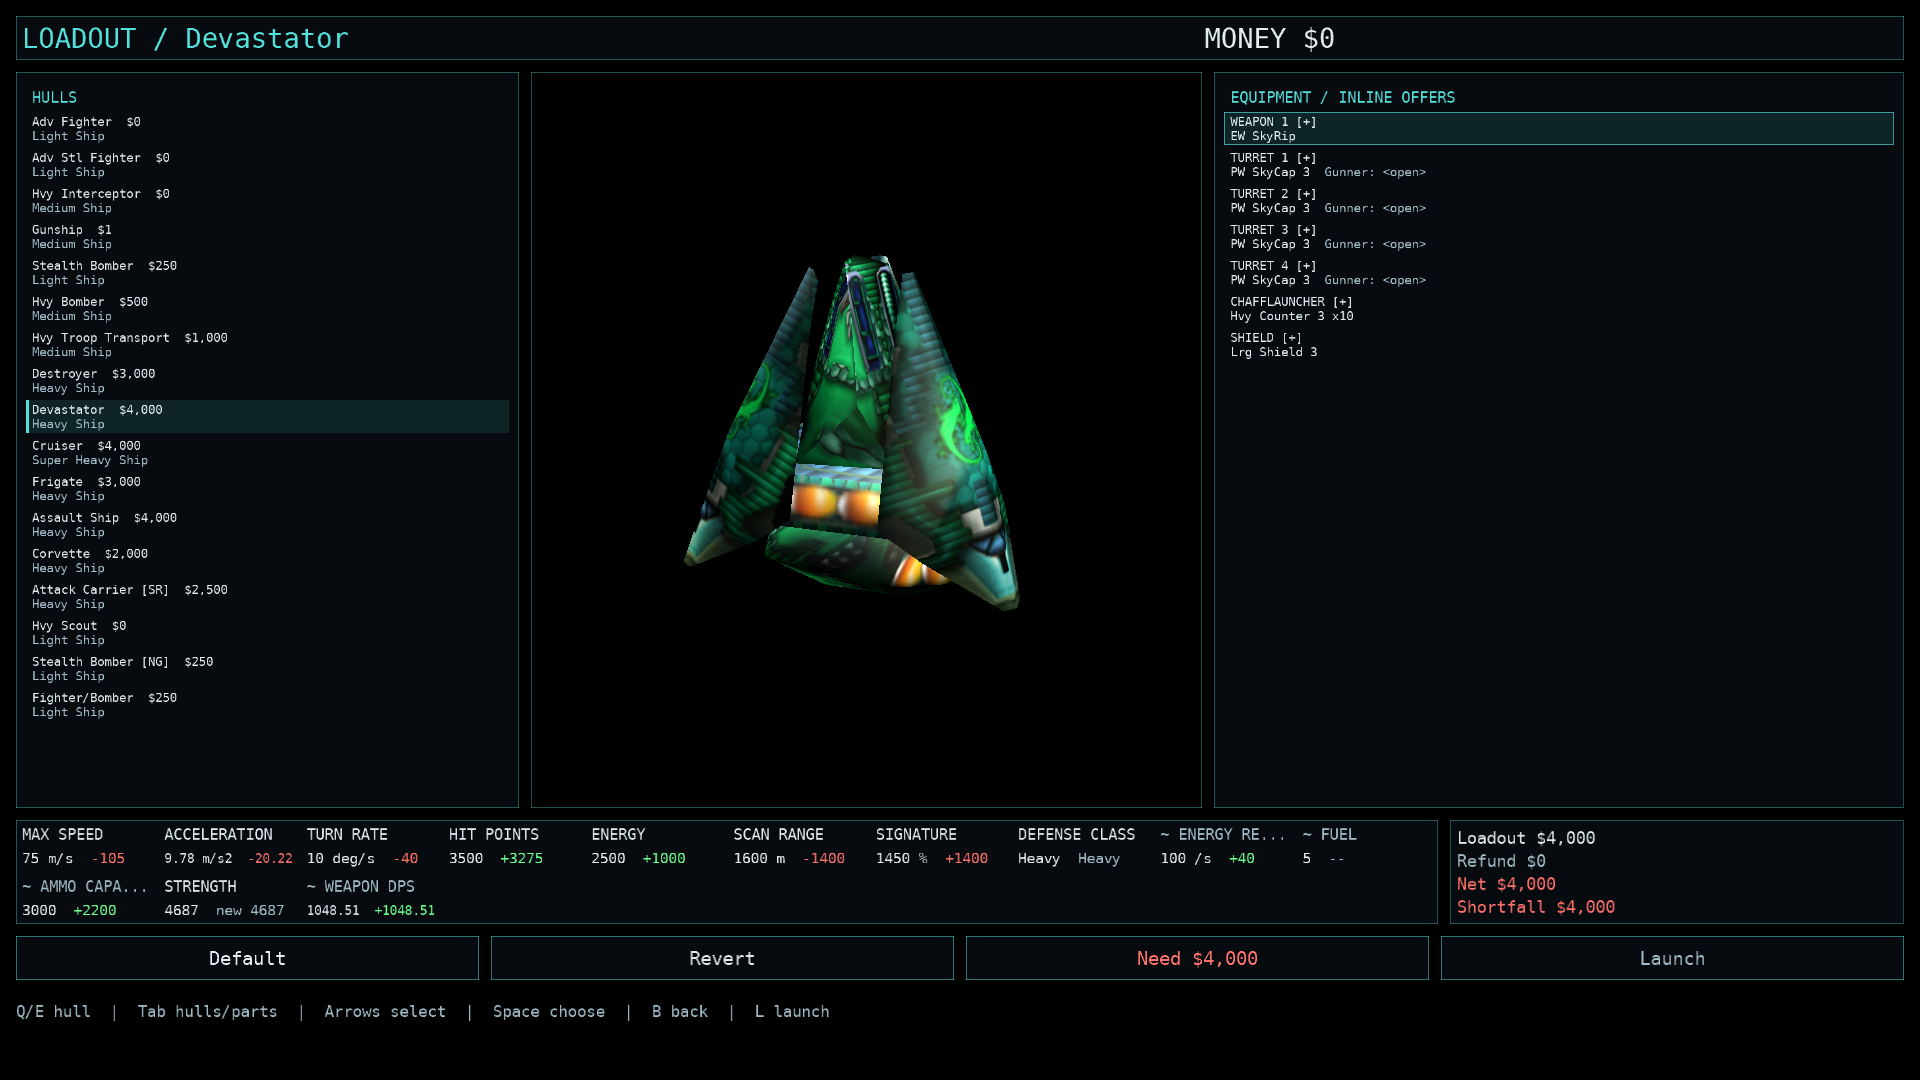 LOADOUT / Devastator
MONEY $0
HULLS
Adv Fighter $0
Light Ship
Adv Stl Fighter $0
Light Ship
Hvy Interceptor $0
Medium Ship
Gunship $1
Medium Ship
Stealth Bomber $250
Light Ship
Hvy Bomber $500
Medium Ship
Hvy Troop Transport $1,000
Medium Ship
Destroyer $3,000
Heavy Ship
Devastator $4,000
Heavy Ship
Cruiser $4,000
Super Heavy Ship
Frigate $3,000
Heavy Ship
Assault Ship $4,000
Heavy Ship
Corvette $2,000
Heavy Ship
Attack Carrier [SR] $2,500
Heavy Ship
Hvy Scout $0
Light Ship
Stealth Bomber [NG] $250
Light Ship
Fighter/Bomber $250
Light Ship
EQUIPMENT / INLINE OFFERS
WEAPON 1 [+]
EW SkyRip
TURRET 1 [+]
PW SkyCap 3 Gunner: <open>
TURRET 2 [+]
PW SkyCap 3 Gunner: <open>
TURRET 3 [+]
PW SkyCap 3 Gunner: <open>
TURRET 4 [+]
PW SkyCap 3 Gunner: <open>
CHAFFLAUNCHER [+]
Hvy Counter 3 x10
SHIELD [+]
Lrg Shield 3
MAX SPEED ACCELERATION TURN RATE HIT POINTS ENERGY SCAN RANGE SIGNATURE DEFENSE CLASS ~ ENERGY RE... ~ FUEL
75 m/s -105 9.78 m/s2 -20.22 10 deg/s -40 3500 +3275 2500 +1000 1600 m -1400 1450 % +1400 Heavy Heavy 100 /s +40 5 --
~ AMMO CAPA... STRENGTH ~ WEAPON DPS
3000 +2200 4687 new 4687 1048.51 +1048.51
Loadout $4,000
Refund $0
Net $4,000
Shortfall $4,000
Default
Revert
Need $4,000
Launch
Q/E hull | Tab hulls/parts | Arrows select | Space choose | B back | L launch